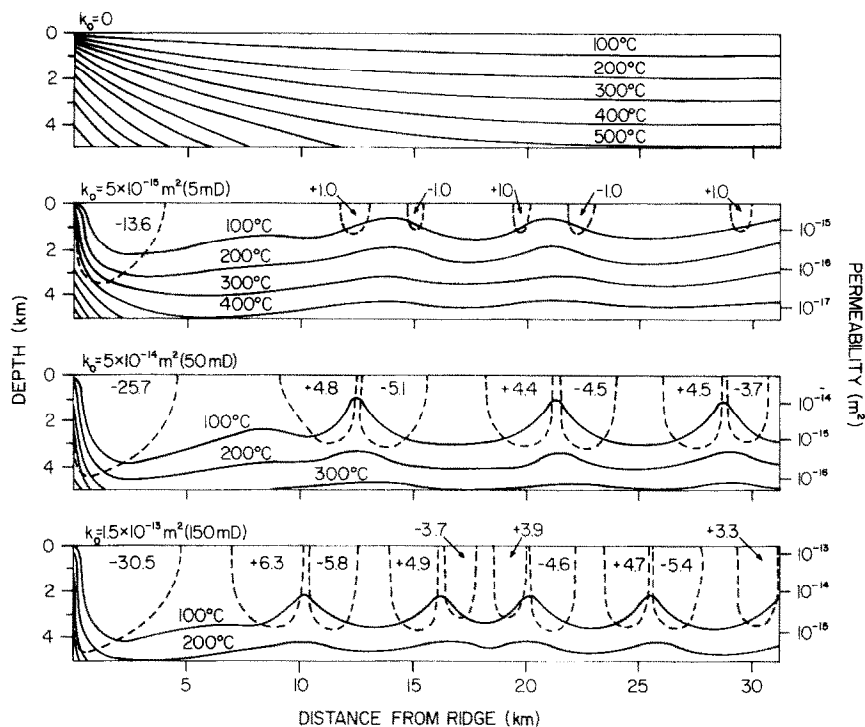 k₀=0
0
2
4
100°C
200°C
300°C
400°C
500°C
k₀=5×10⁻¹⁵ m² (5mD)
0
2
4
-13.6
+1.0
-1.0
+1.0
-1.0
+1.0
100°C
200°C
300°C
400°C
10⁻¹⁵
10⁻¹⁶
10⁻¹⁷
k₀=5×10⁻¹⁴ m² (50mD)
0
2
4
-25.7
+4.8
-5.1
+4.4
-4.5
+4.5
-3.7
100°C
200°C
300°C
10⁻¹⁴
10⁻¹⁵
10⁻¹⁶
k₀=1.5×10⁻¹³ m² (150mD)
0
2
4
-30.5
+6.3
-5.8
+4.9
-3.7
+3.9
-4.6
+4.7
-5.4
+3.3
100°C
200°C
10⁻¹³
10⁻¹⁴
10⁻¹⁵
5
10
15
20
25
30
DEPTH (km)
PERMEABILITY (m²)
DISTANCE FROM RIDGE (km)